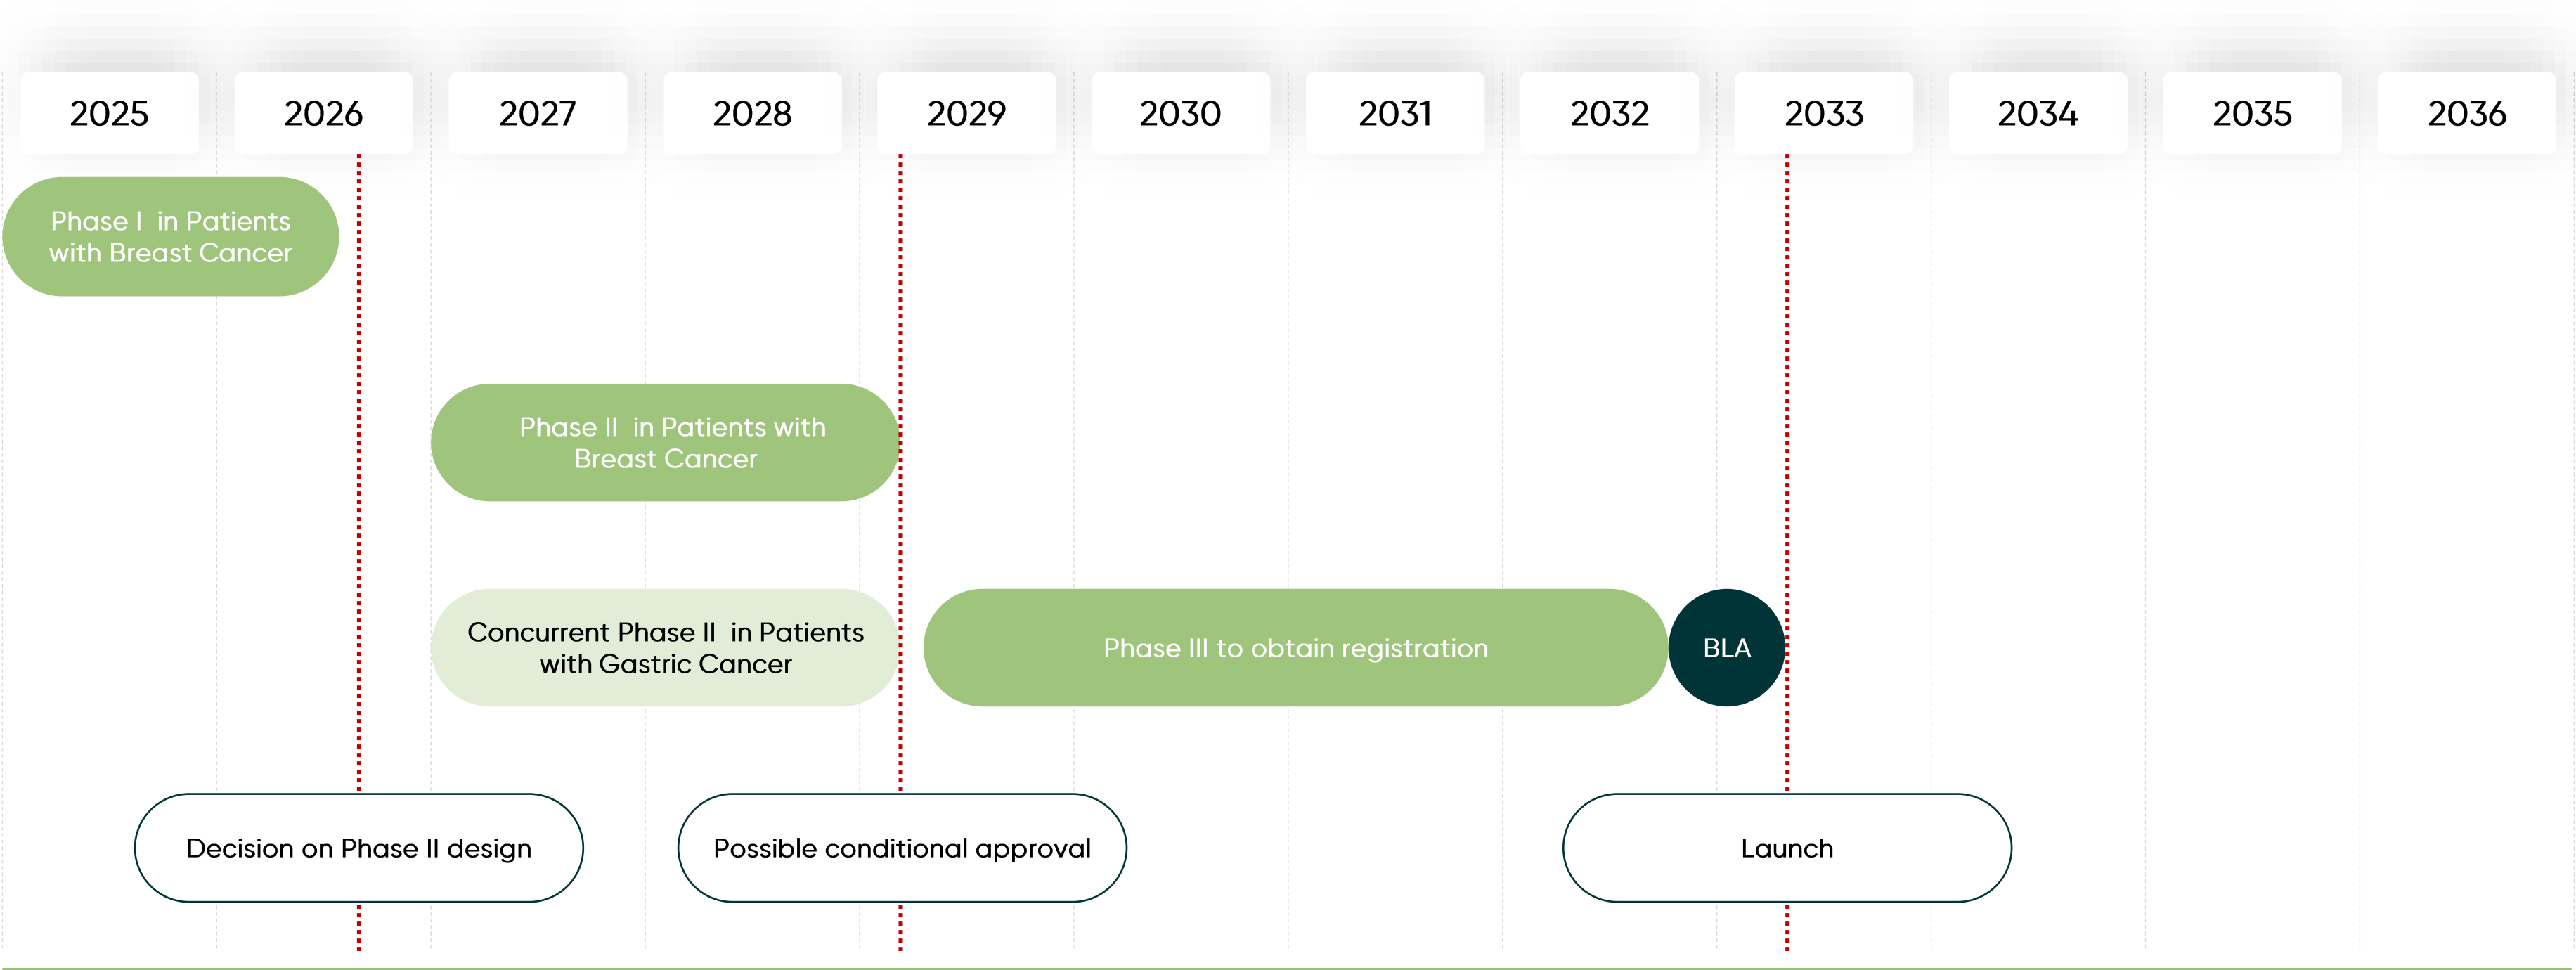 2025 2026 2027 2028 2029 2030 2031 2032 2033 2034 2035 2036
Phase I in Patients
with Breast Cancer
Phase II in Patients with
Breast Cancer
Concurrent Phase II in Patients
with Gastric Cancer
Phase III to obtain registration
BLA
Decision on Phase II design
Possible conditional approval
Launch